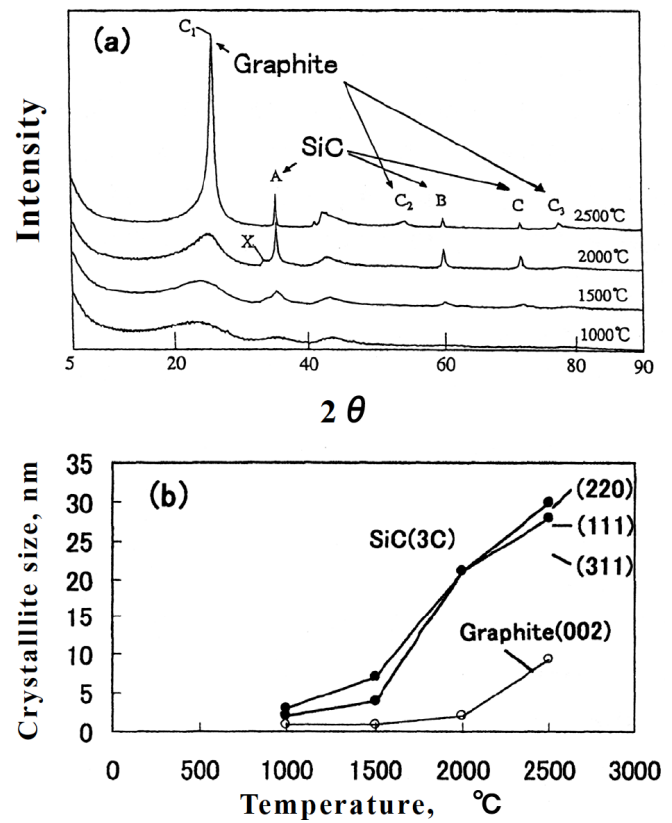 (a)
C1
Graphite
SiC
A
C2
B
C
C3
2500℃
X
2000℃
1500℃
1000℃
Intensity
5
20
40
60
80
90
2 θ
(b)
35
30
25
20
15
10
5
0
(220)
(111)
(311)
SiC(3C)
Graphite(002)
Crystalllite size, nm
0
500
1000
1500
2000
2500
3000
Temperature, ℃